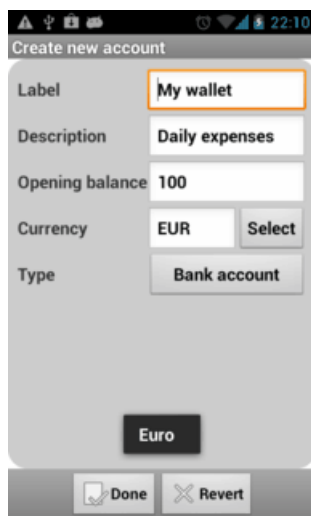 22:10
Create new account
Label My wallet
Description Daily expenses
Opening balance 100
Currency EUR Select
Type Bank account
Euro
Done Revert